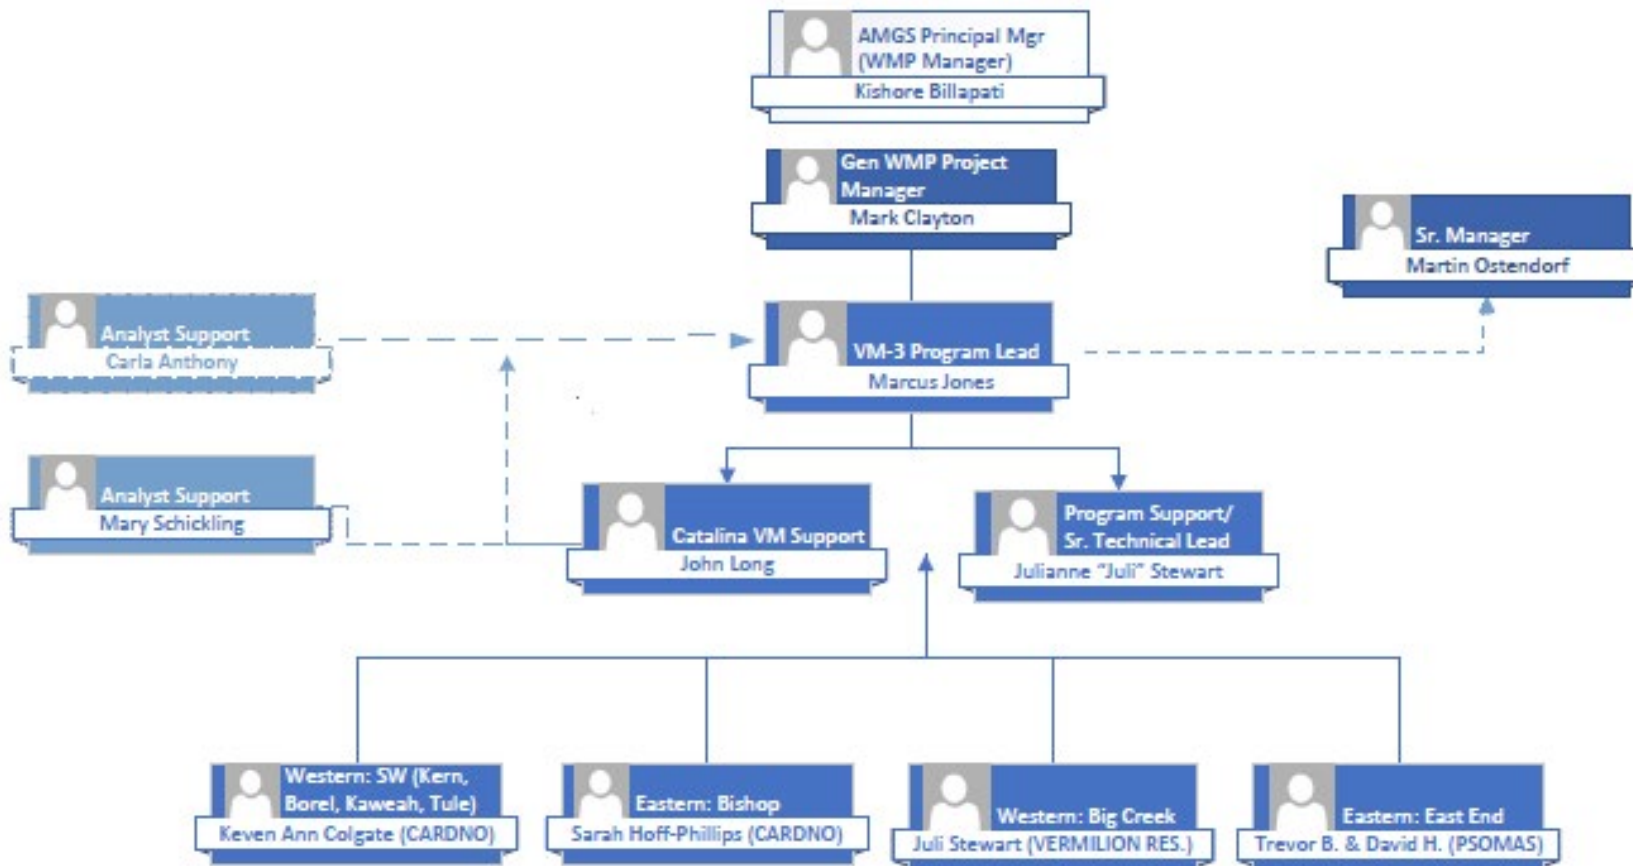 AMGS Principal Mgr
(WMP Manager)
Kishore Billapati
Gen WMP Project
Manager
Mark Clayton
Sr. Manager
Martin Ostendorf
Analyst Support
Carla Anthony
VM-3 Program Lead
Marcus Jones
Analyst Support
Mary Schickling
Catalina VM Support
John Long
Program Support/
Sr. Technical Lead
Julianne "Juli" Stewart
Western: SW (Kern,
Borel, Kaweah, Tule)
Keven Ann Colgate (CARDNO)
Eastern: Bishop
Sarah Hoff-Phillips (CARDNO)
Western: Big Creek
Juli Stewart (VERMILION RES.)
Eastern: East End
Trevor B. & David H. (PSOMAS)